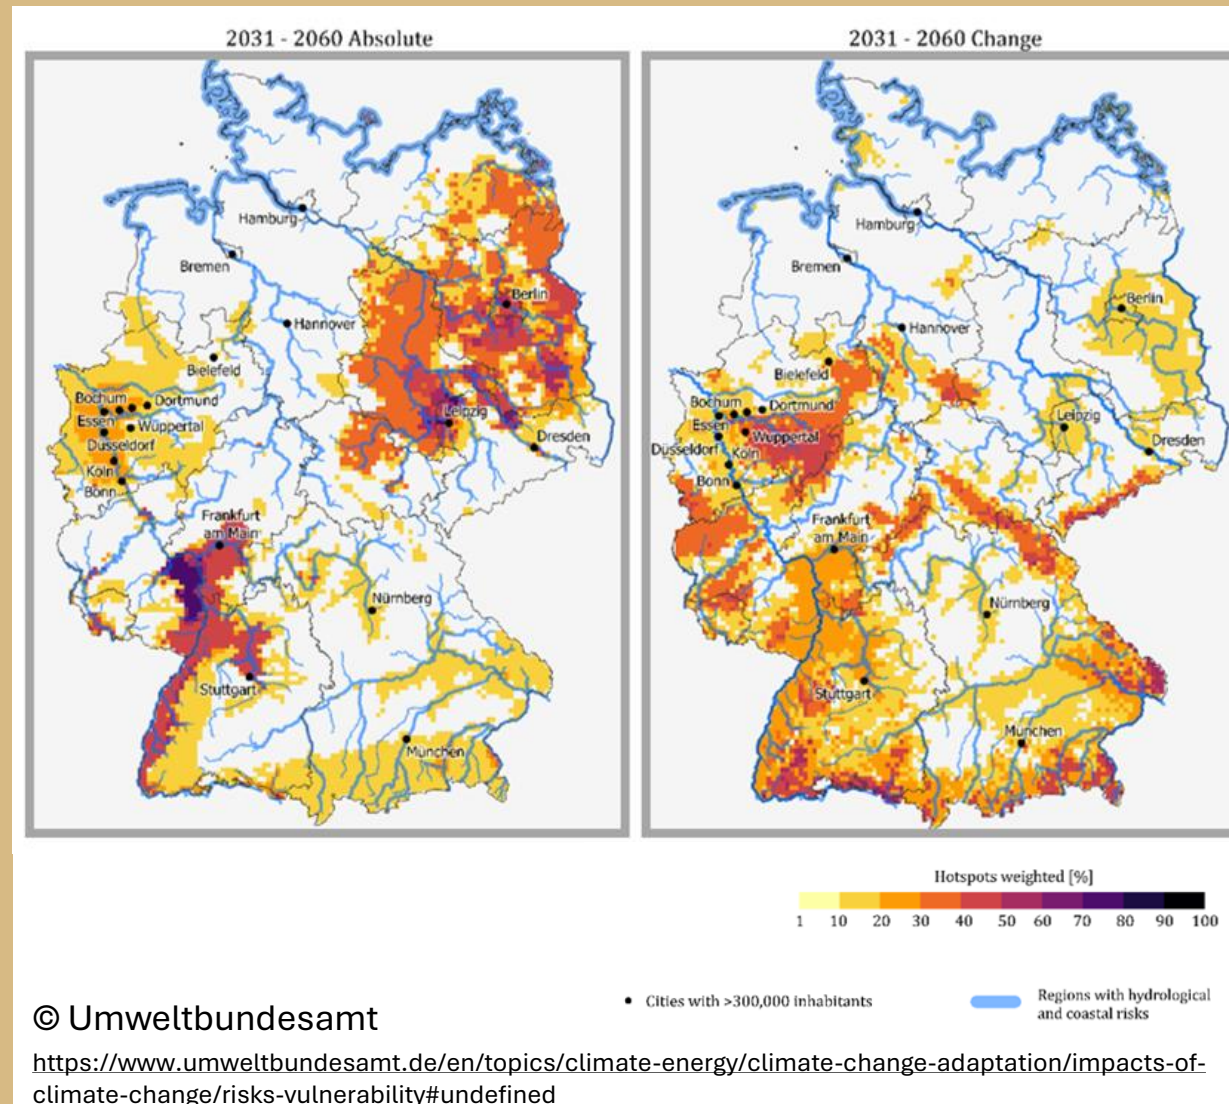 2031 - 2060 Absolute
Hamburg
Bremen
Berlin
Hannover
Bielefeld
Bochum
Dortmund
Essen
Wuppertal
Leipzig
Düsseldorf
Dresden
Köln
Bonn
Frankfurt
am Main
Nürnberg
Stuttgart
München
2031 - 2060 Change
Hamburg
Bremen
Berlin
Hannover
Bielefeld
Bochum
Dortmund
Leipzig
Essen
Wuppertal
Dresden
Düsseldorf
Köln
Bonn
Frankfurt
am Main
Nürnberg
Stuttgart
München
Hotspots weighted [%]
1 10 20 30 40 50 60 70 80 90 100
Cities with >300,000 inhabitants
Regions with hydrological
and coastal risks
© Umweltbundesamt
https://www.umweltbundesamt.de/en/topics/climate-energy/climate-change-adaptation/impacts-of-
climate-change/risks-vulnerability#undefined